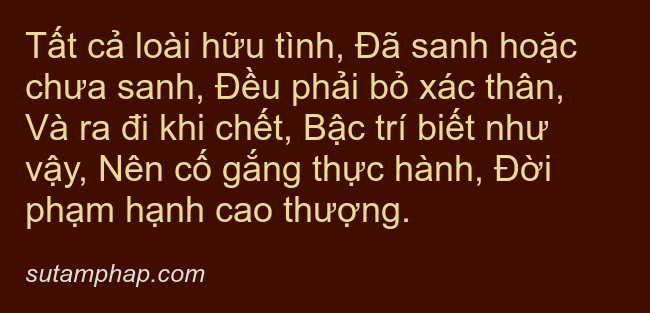 Tất cả loài hữu tình, Đã sanh hoặc
chưa sanh, Đều phải bỏ xác thân,
Và ra đi khi chết, Bậc trí biết như
vậy, Nên cố gắng thực hành, Đời
phạm hạnh cao thượng.
sutamphap.com